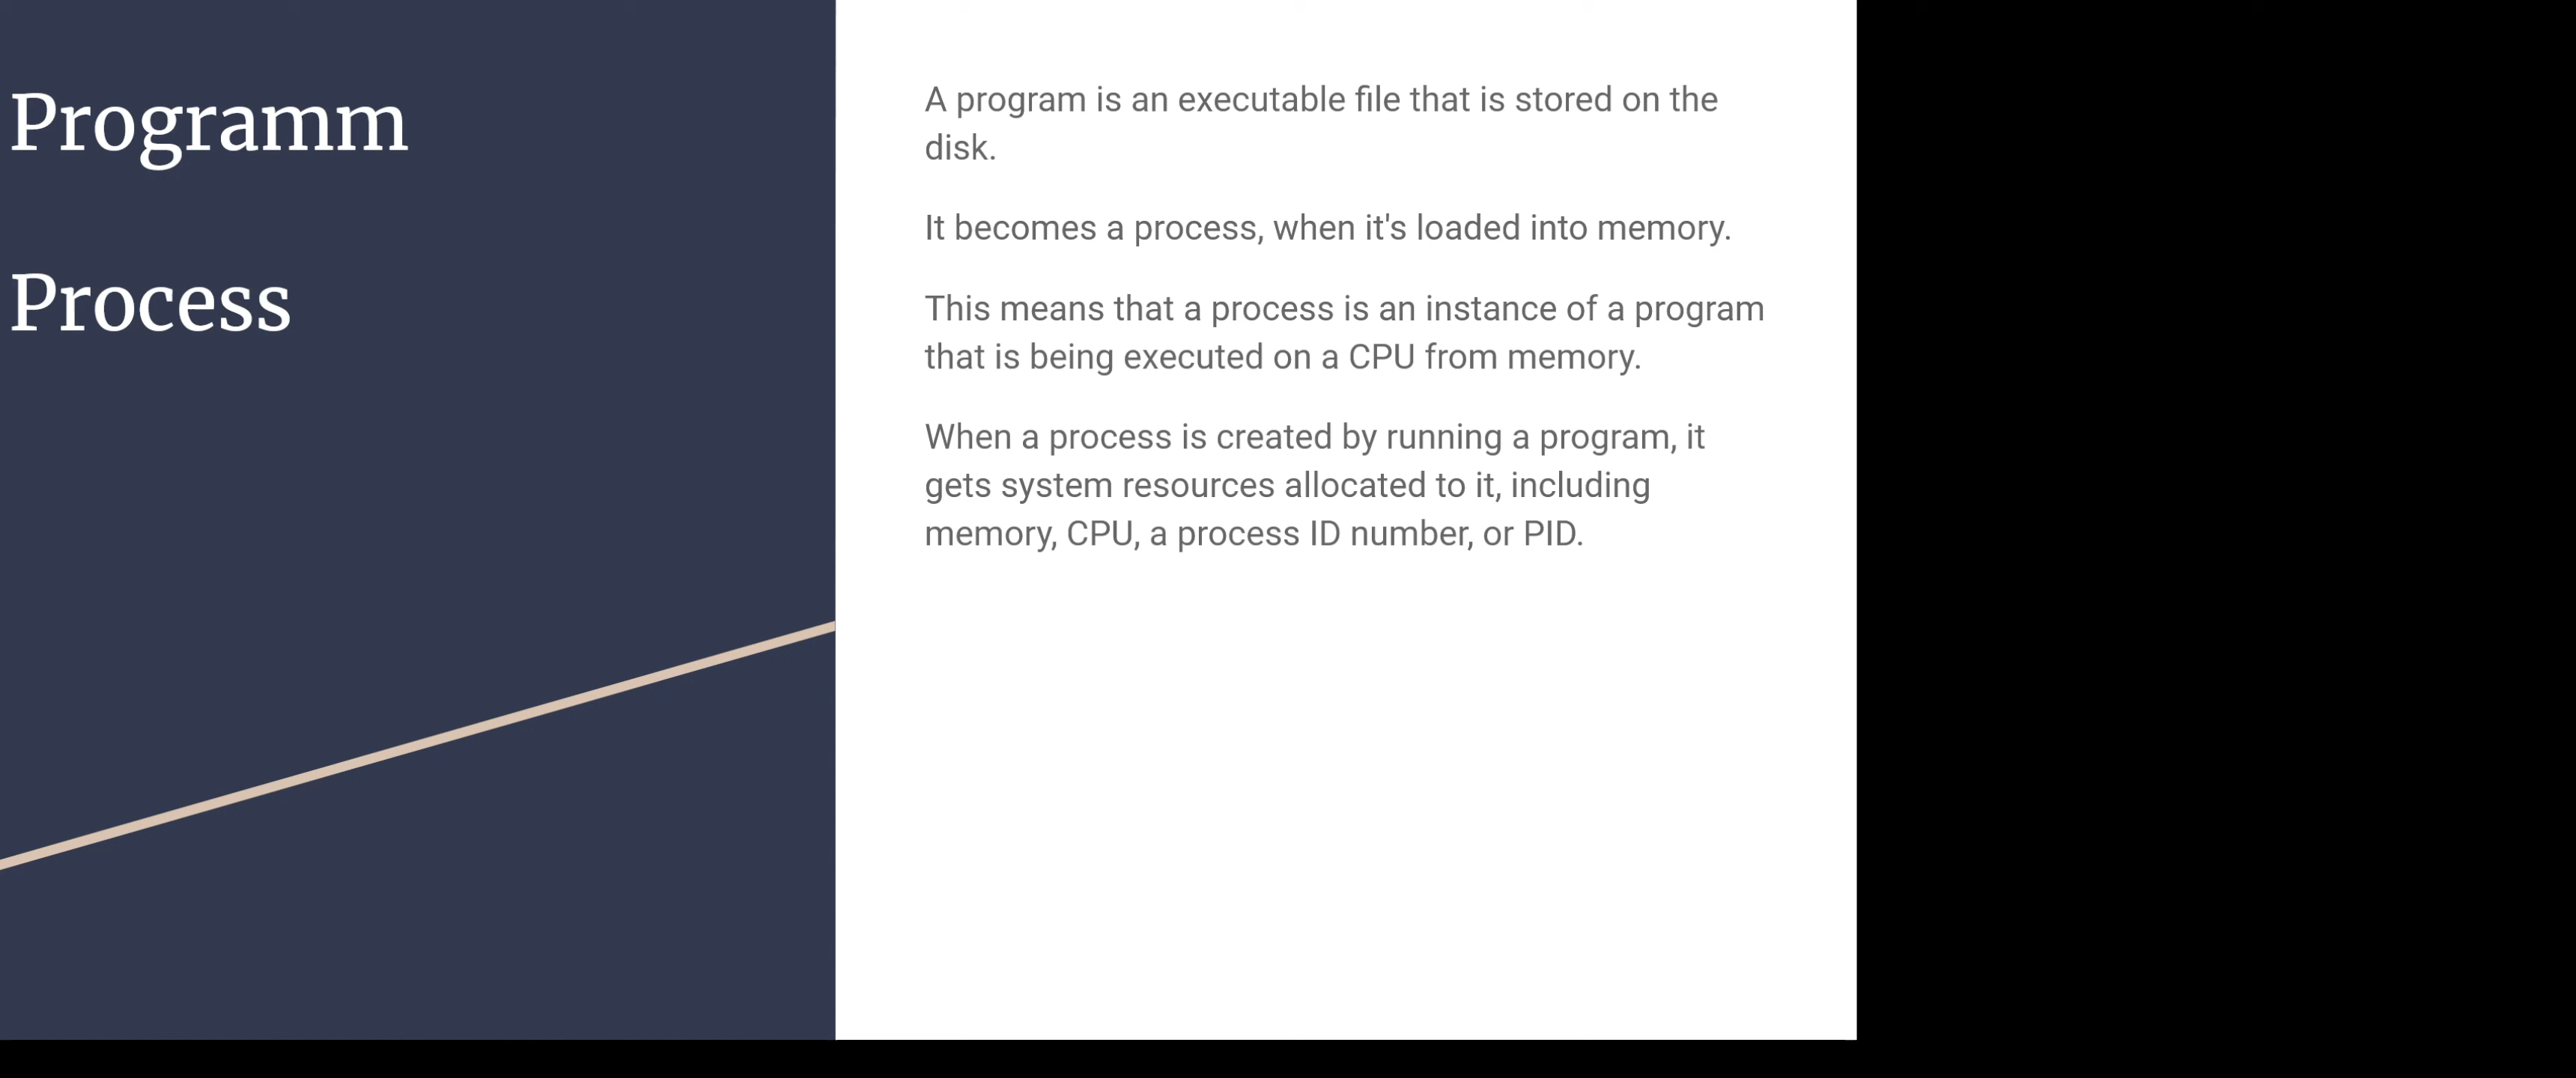 Programm
Process
A program is an executable file that is stored on the
disk.
It becomes a process, when it's loaded into memory.
This means that a process is an instance of a program
that is being executed on a CPU from memory.
When a process is created by running a program, it
gets system resources allocated to it, including
memory, CPU, a process ID number, or PID.